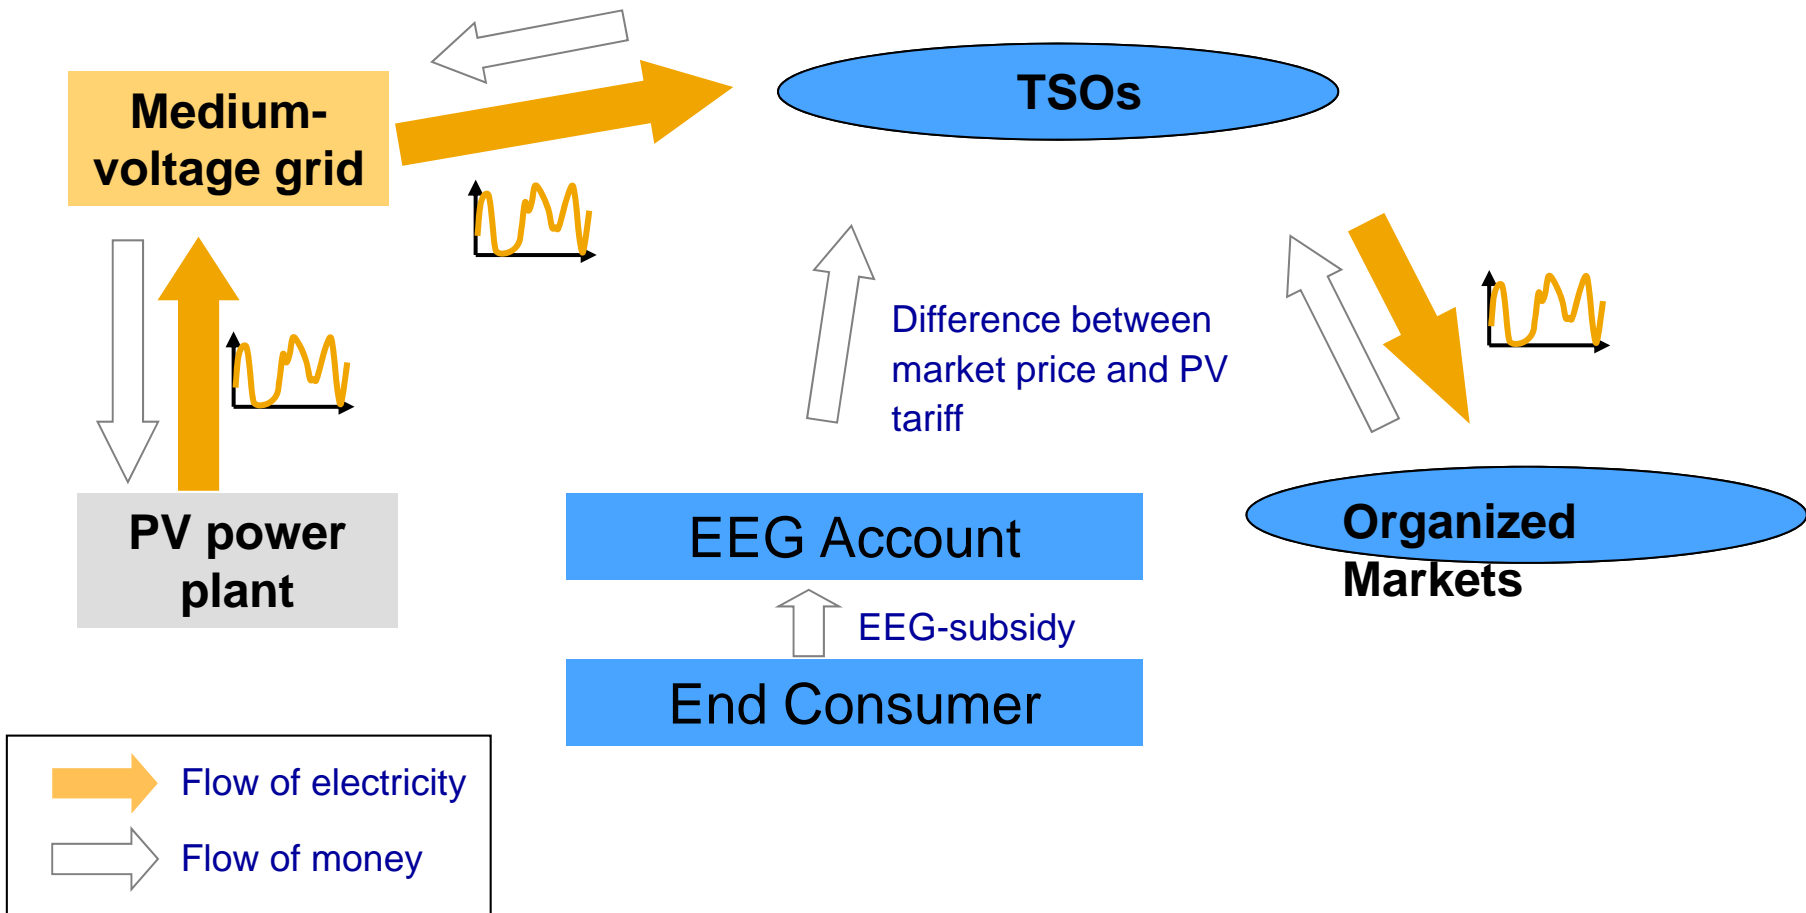 Medium-
voltage grid
TSOs
Difference between
market price and PV
tariff
PV power
plant
EEG Account
Organized
Markets
EEG-subsidy
End Consumer
Flow of electricity
Flow of money